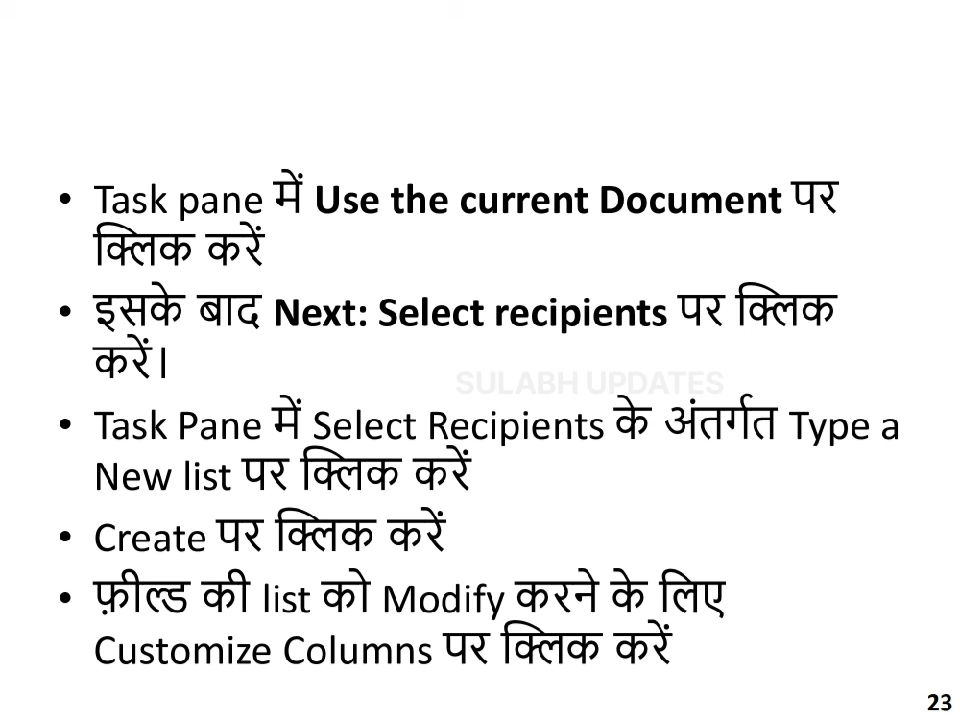 • Task pane में Use the current Document पर
क्लिक करें
• इसके बाद Next: Select recipients पर क्लिक
करें।
SULABH UPDATES
• Task Pane में Select Recipients के अंतर्गत Type a
New list पर क्लिक करें
• Create पर क्लिक करें
• फ़ील्ड की list को Modify करने के लिए
Customize Columns पर क्लिक करें
23